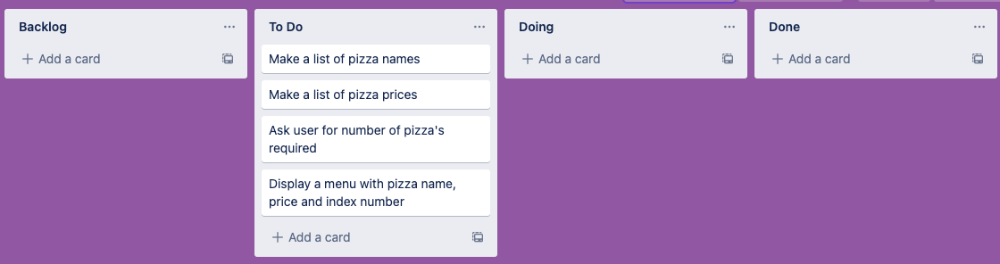 Backlog
Add a card
To Do
Make a list of pizza names
Make a list of pizza prices
Ask user for number of pizza's
required
Display a menu with pizza name,
price and index number
Add a card
Doing
Add a card
Done
Add a card